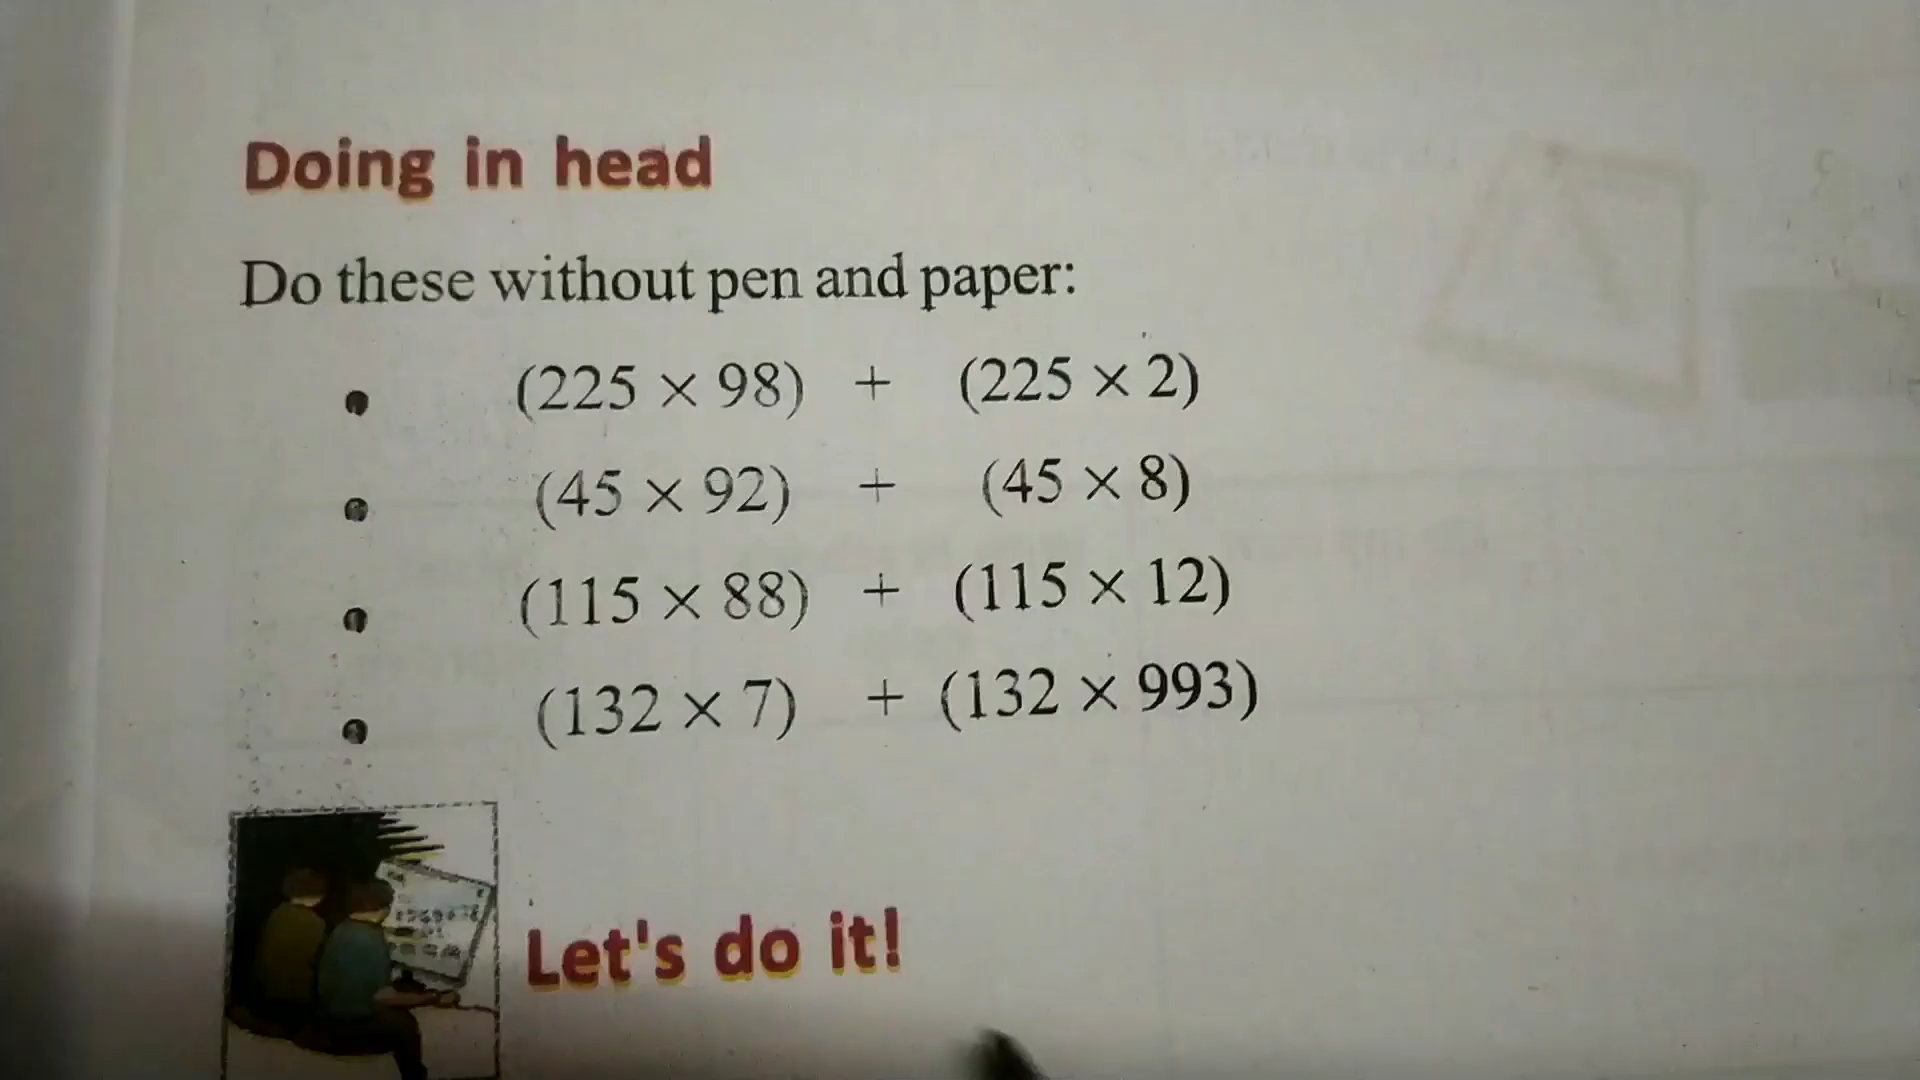 Doing in head
Do these without pen and paper:
• (225 × 98) + (225 × 2)
• (45 × 92) + (45 × 8)
• (115 × 88) + (115 × 12)
• (132 × 7) + (132 × 993)
Let's do it!